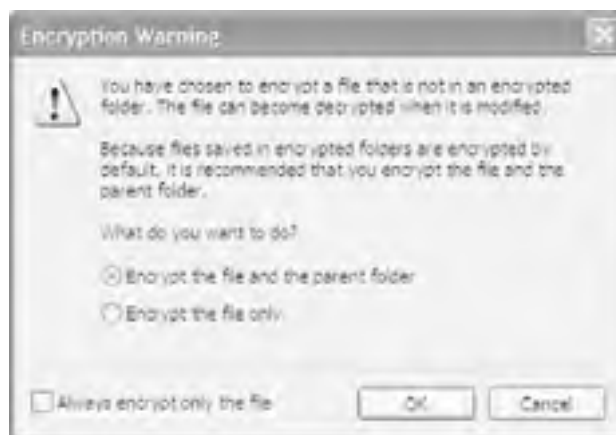 Encryption Warning
You have chosen to encrypt a file that is not in an encrypted
folder. The file can become decrypted when it is modified.
Because files saved in encrypted folders are encrypted by
default, it is recommended that you encrypt the file and the
parent folder.
What do you want to do?
Encrypt the file and the parent folder
Encrypt the file only
Always encrypt only the file
OK
Cancel